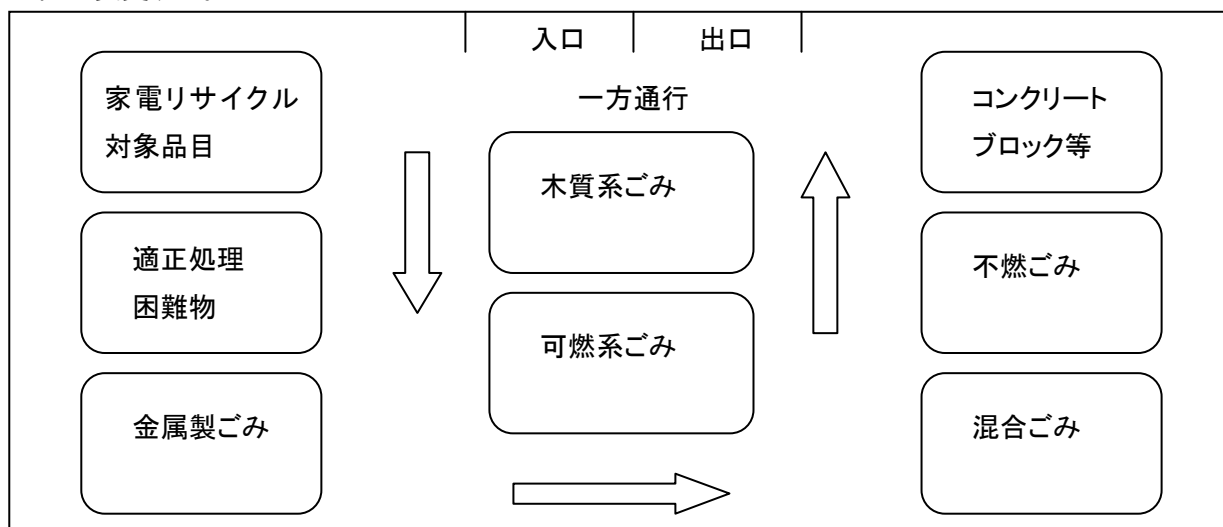 入口
出口
一方通行
家電リサイクル
対象品目
適正処理
困難物
金属製ごみ
木質系ごみ
可燃系ごみ
コンクリート
ブロック等
不燃ごみ
混合ごみ